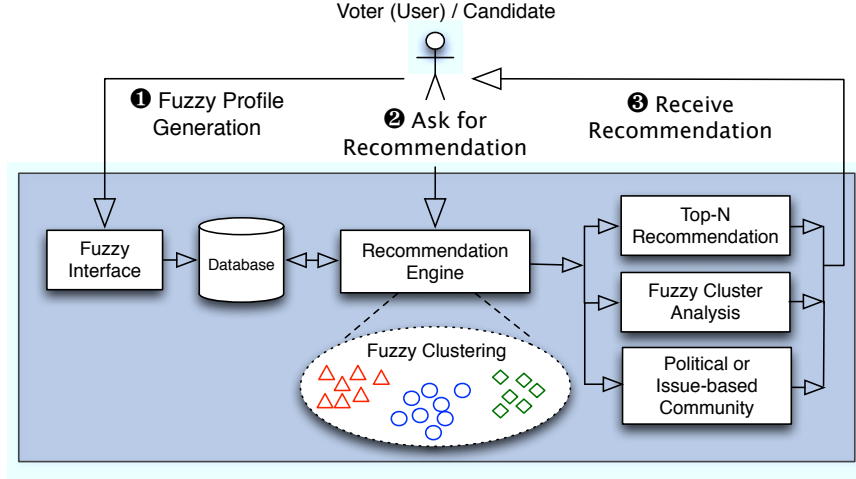 Voter (User) / Candidate
❶ Fuzzy Profile
Generation
❷ Ask for
Recommendation
❸ Receive
Recommendation
Fuzzy
Interface
Database
Recommendation
Engine
Top-N
Recommendation
Fuzzy Cluster
Analysis
Political or
Issue-based
Community
Fuzzy Clustering